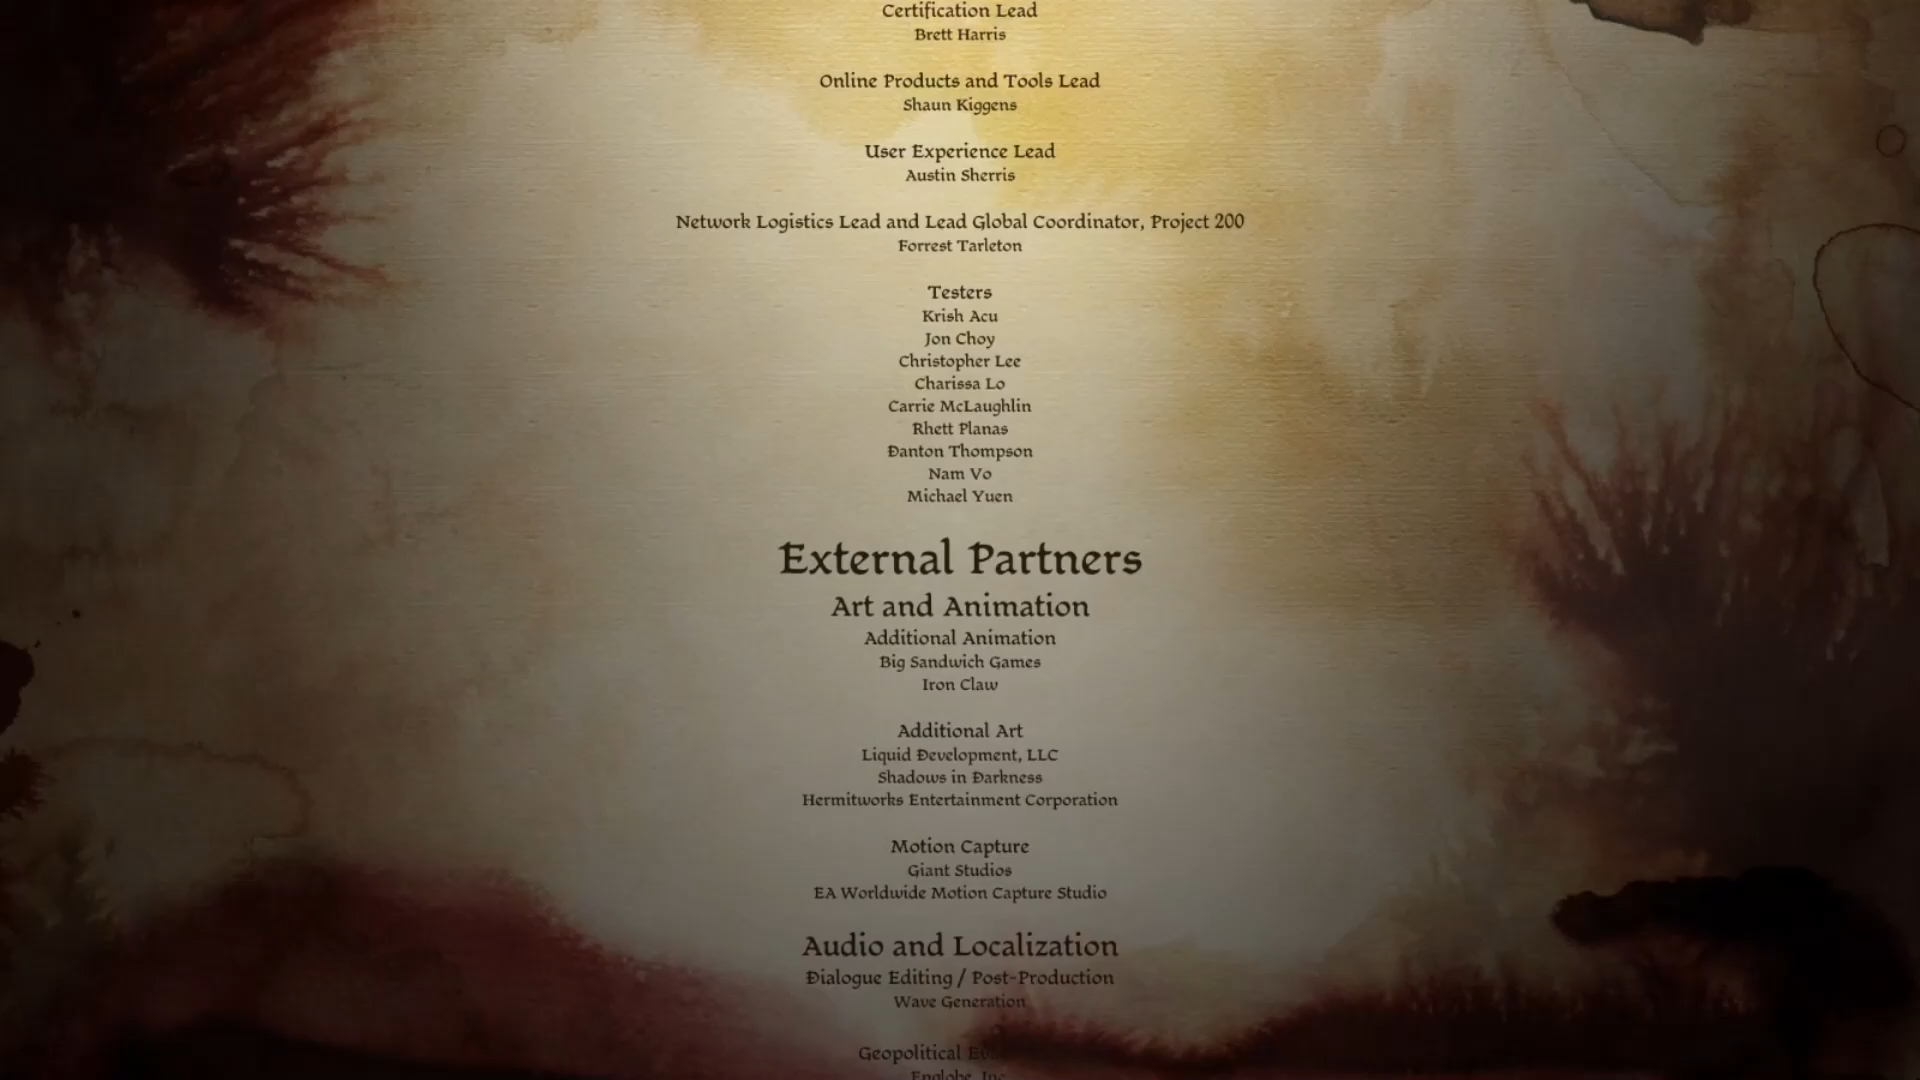 Certification Lead
Brett Harris
Online Products and Tools Lead
Shaun Kiggens
User Experience Lead
Austin Sherris
Network Logistics Lead and Lead Global Coordinator, Project 200
Forrest Tarleton
Testers
Krish Acu
Jon Choy
Christopher Lee
Charissa Lo
Carrie McLaughlin
Rhett Planas
Danton Thompson
Nam Vo
Michael Yuen
External Partners
Art and Animation
Additional Animation
Big Sandwich Games
Iron Claw
Additional Art
Liquid Development, LLC
Shadows in Darkness
Hermitworks Entertainment Corporation
Motion Capture
Giant Studios
EA Worldwide Motion Capture Studio
Audio and Localization
Dialogue Editing / Post-Production
Wave Generation
Geopolitical
Englobe, Inc